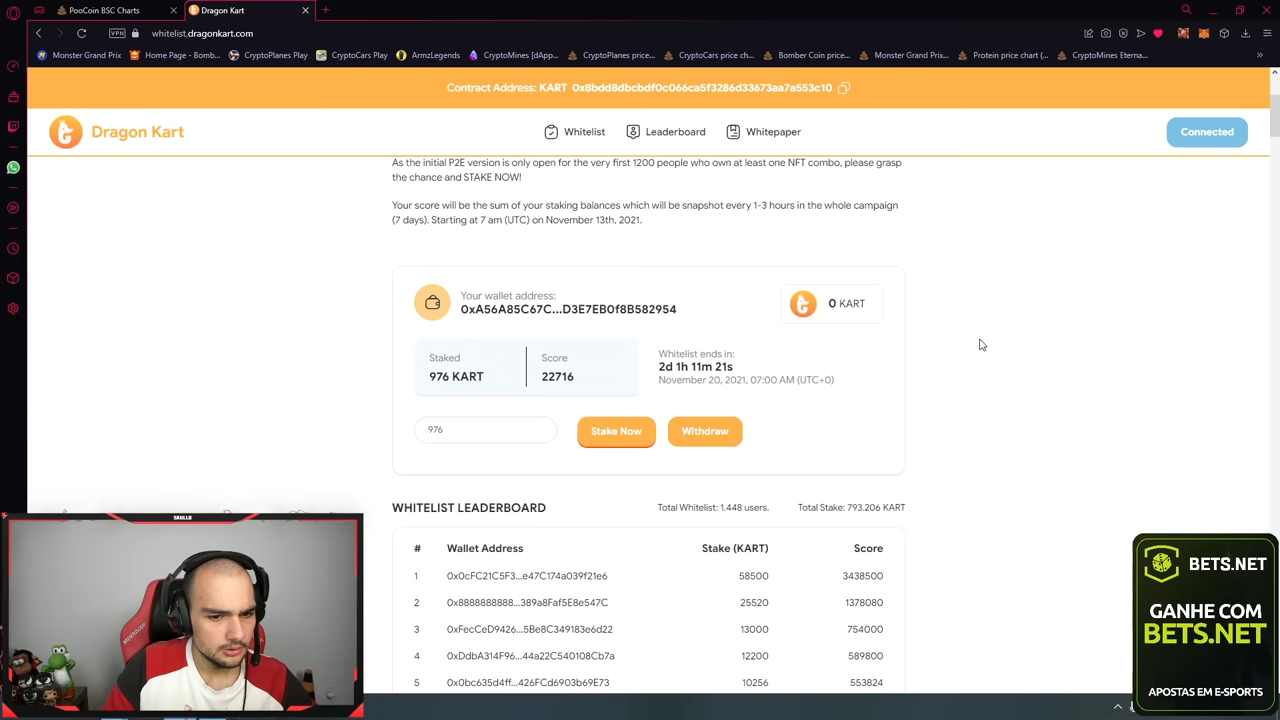 PooCoin BSC Charts
Dragon Kart
VPN
whitelist.dragonkart.com
Monster Grand Prix
Home Page - Bomb...
CryptoPlanes Play
CryptoCars Play
ArmzLegends
CryptoMines [dApp...
CryptoPlanes price...
CryptoCars price ch...
Bomber Coin price...
Monster Grand Prix...
Protein price chart (...
CryptoMines Eterna...
Contract Address: KART 0x8bdd8dbcbdf0c066ca5f3286d33673aa7a553c10
Dragon Kart
Whitelist
Leaderboard
Whitepaper
Connected
As the initial P2E version is only open for the very first 1200 people who own at least one NFT combo, please grasp
the chance and STAKE NOW!
Your score will be the sum of your staking balances which will be snapshot every 1-3 hours in the whole campaign
(7 days). Starting at 7 am (UTC) on November 13th, 2021.
Your wallet address:
0xA56A85C67C...D3E7EB0f8B582954
0 KART
Staked
976 KART
Score
22716
Whitelist ends in:
2d 1h 11m 21s
November 20, 2021, 07:00 AM (UTC+0)
976
Stake Now
Withdraw
WHITELIST LEADERBOARD
Total Whitelist: 1.448 users.
Total Stake: 793.206 KART
# Wallet Address Stake (KART) Score
1 0x0cFC21C5F3...e47C174a039f21e6 58500 3438500
2 0x8888888888...389a8Faf5E8e547C 25520 1378080
3 0xFecCeD9426...5Be8C349183e6d22 13000 754000
4 0xDdbA314F96...44a22C540108Cb7a 12200 589800
5 0x0bc635d4ff...426FCd6903b69E73 10256 553824
SAULLO
BETS.NET
GANHE COM
BETS.NET
APOSTAS EM E-SPORTS